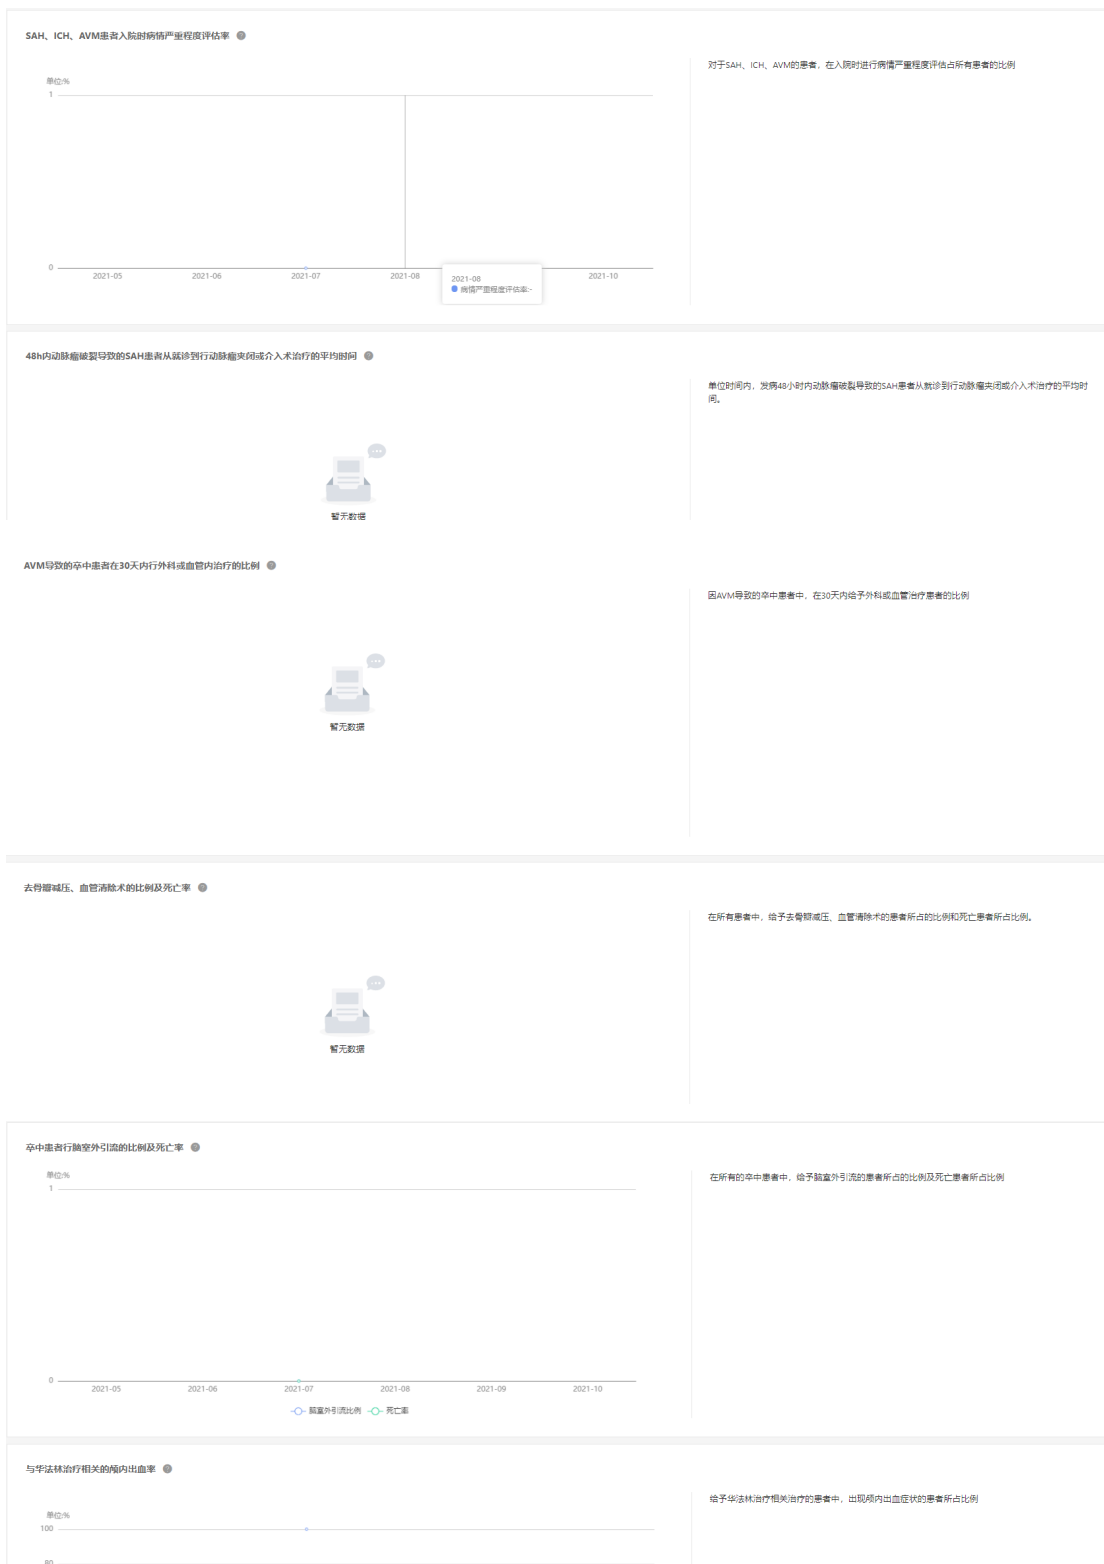 SAH、ICH、AVM患者入院时病情严重程度评估率
对于SAH、ICH、AVM的患者，在入院时进行病情严重程度评估占所有患者的比例
单位:%
1
0
2021-05 2021-06 2021-07 2021-08 2021-10
2021-08
病情严重程度评估率:-
48h内动脉瘤破裂导致的SAH患者从就诊到行动脉瘤夹闭或介入术治疗的平均时间
单位时间内，发病48小时内动脉瘤破裂导致的SAH患者从就诊到行动脉瘤夹闭或介入术治疗的平均时
间。
暂无数据
AVM导致的卒中患者在30天内行外科或血管内治疗的比例
因AVM导致的卒中患者中，在30天内给予外科或血管治疗患者的比例
暂无数据
去骨瓣减压、血管清除术的比例及死亡率
在所有患者中，给予去骨瓣减压、血管清除术的患者所占的比例和死亡患者所占比例。
暂无数据
卒中患者行脑室外引流的比例及死亡率
在所有的卒中患者中，给予脑室外引流的患者所占的比例及死亡患者所占比例
单位:%
1
0
2021-05 2021-06 2021-07 2021-08 2021-09 2021-10
脑室外引流比例 死亡率
与华法林治疗相关的颅内出血率
给予华法林治疗相关治疗的患者中，出现颅内出血症状的患者所占比例
单位:%
100
80